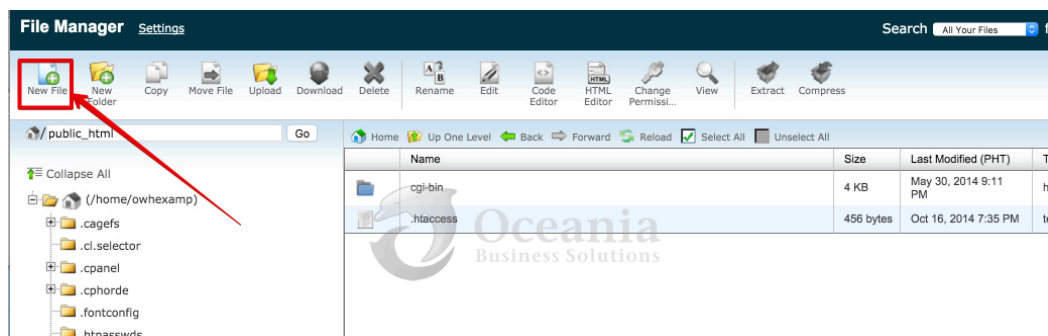 File Manager Settings Search All Your Files
New File New Folder Copy Move File Upload Download Delete Rename Edit Code Editor HTML Editor Change Permissi... View Extract Compress
/ public_html Go Home Up One Level Back Forward Reload Select All Unselect All
Name Size Last Modified (PHT)
Collapse All
cgi-bin 4 KB May 30, 2014 9:11 PM
(/home/owhexamp)
.htaccess 456 bytes Oct 16, 2014 7:35 PM
.cagefs
.cl.selector
.cpanel
.cphorde
.fontconfig
.htpasswds
Oceania
Business Solutions